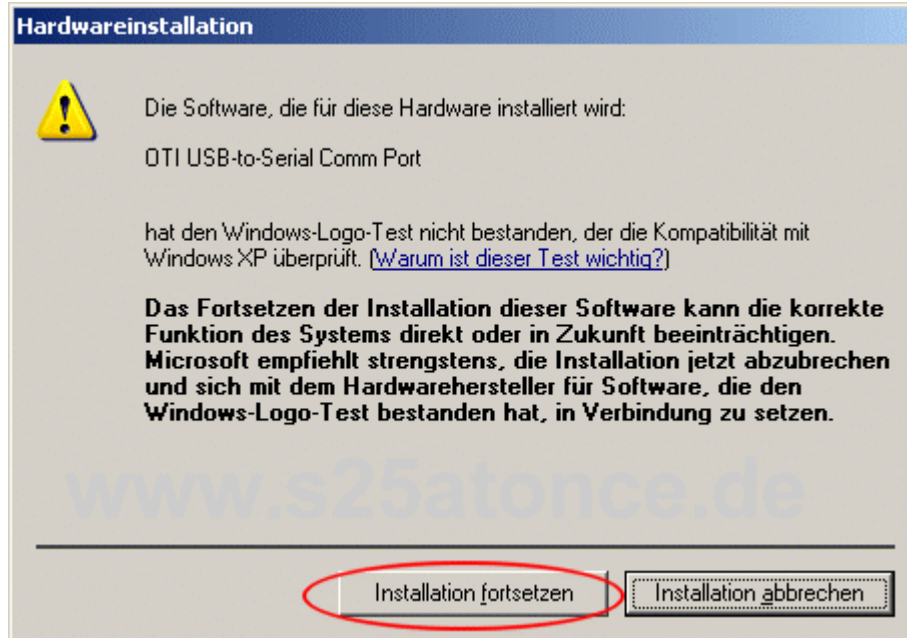 Hardwareinstallation
Die Software, die für diese Hardware installiert wird:
OTI USB-to-Serial Comm Port
hat den Windows-Logo-Test nicht bestanden, der die Kompatibilität mit
Windows XP überprüft. (Warum ist dieser Test wichtig?)
Das Fortsetzen der Installation dieser Software kann die korrekte
Funktion des Systems direkt oder in Zukunft beeinträchtigen.
Microsoft empfiehlt strengstens, die Installation jetzt abzubrechen
und sich mit dem Hardwarehersteller für Software, die den
Windows-Logo-Test bestanden hat, in Verbindung zu setzen.
www.s25atonce.de
Installation fortsetzen
Installation abbrechen